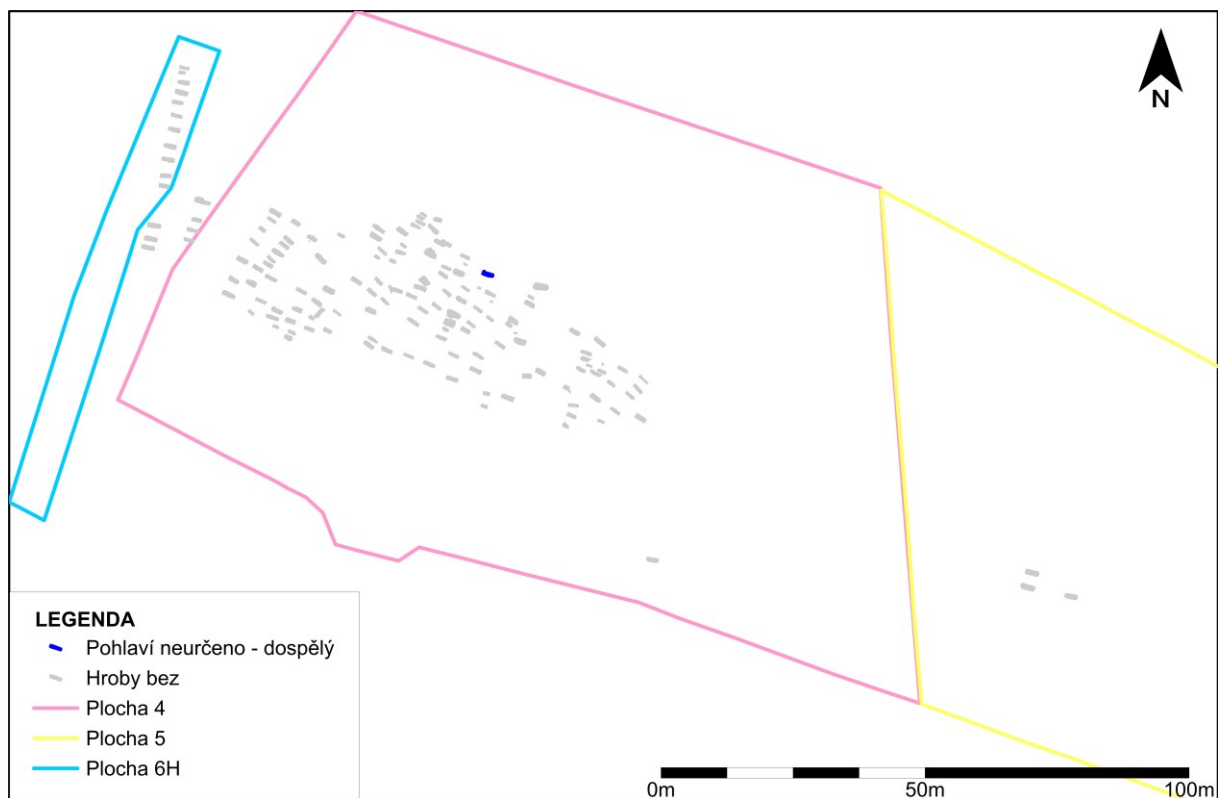 N
LEGENDA
Pohlaví neurčeno - dospělý
Hroby bez
Plocha 4
Plocha 5
Plocha 6H
0m 50m 100m